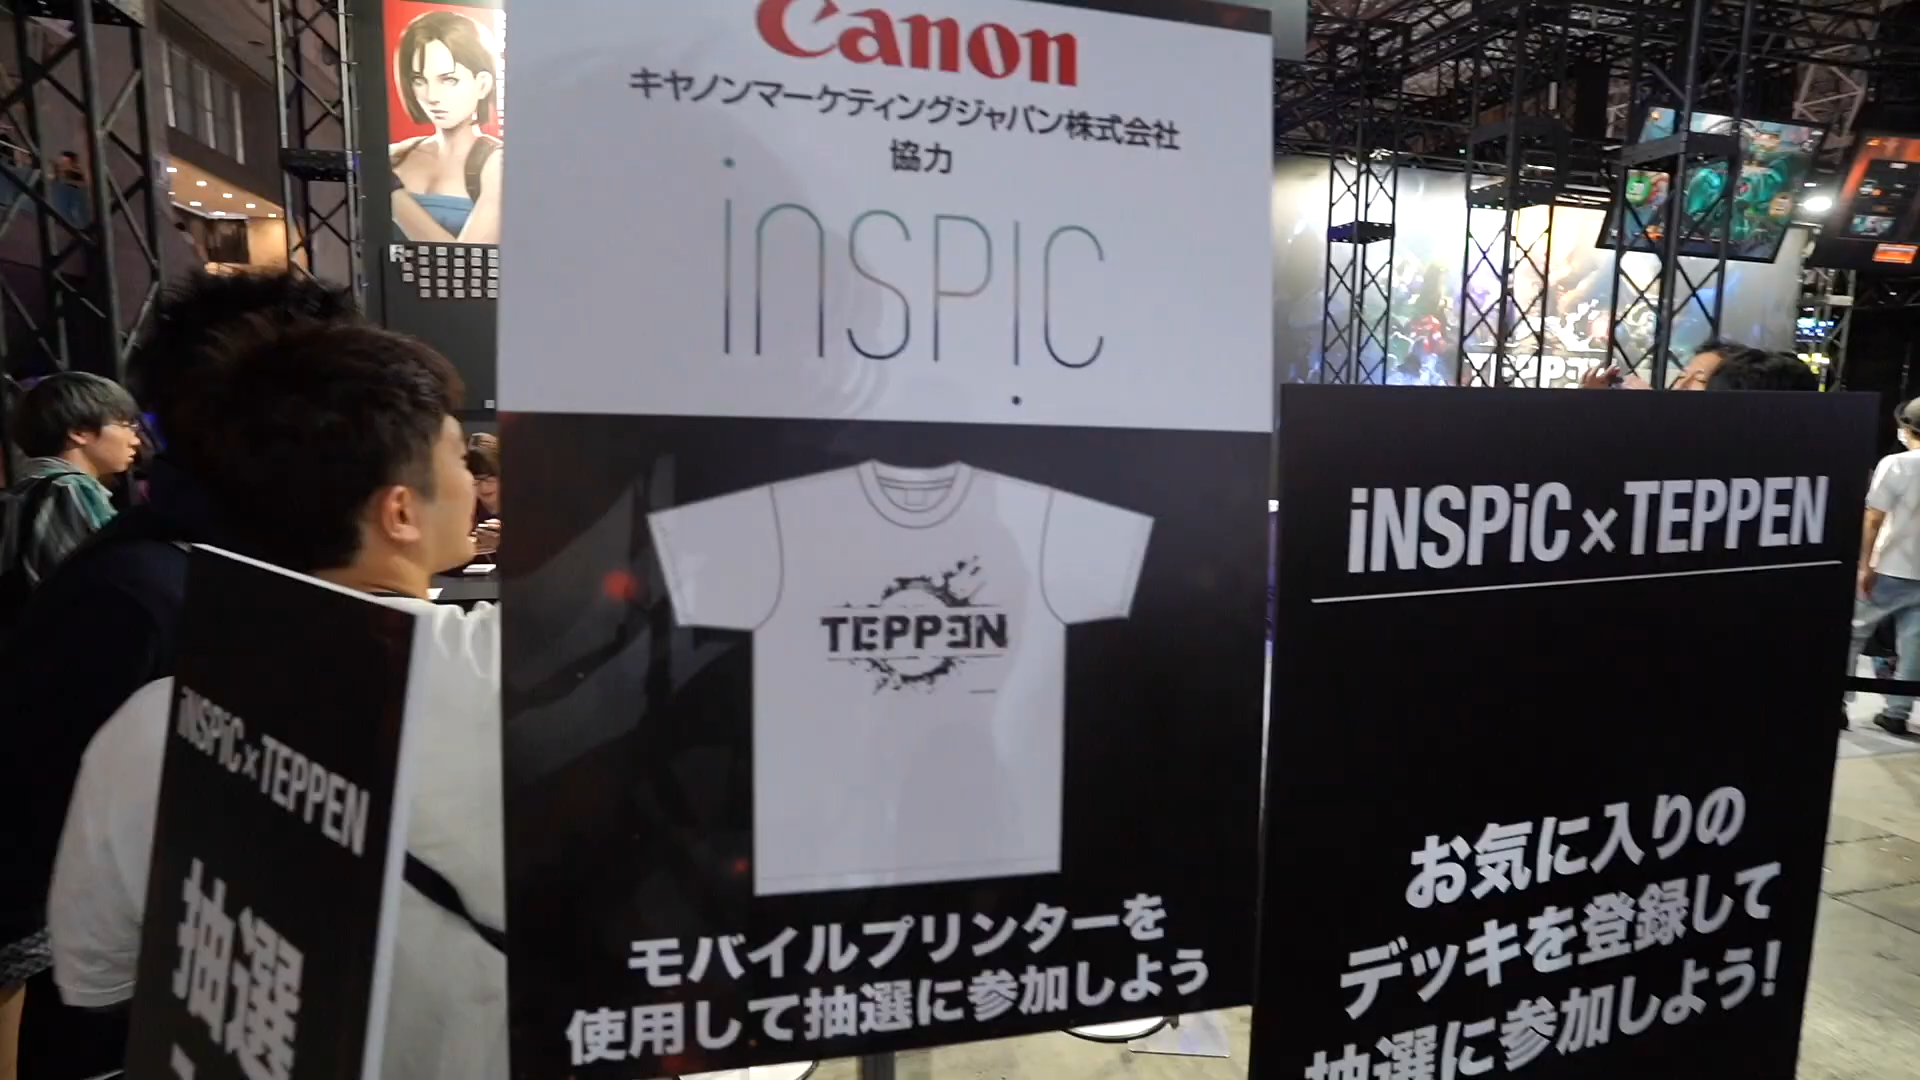 Canon
キヤノンマーケティングジャパン株式会社
協力
inSPiC
TEPPEN
モバイルプリンターを
使用して抽選に参加しよう
iNSPiC×TEPPEN
お気に入りの
デッキを登録して
抽選に参加しよう!
iNSPiC×TEPPEN
抽選
TEPPEN